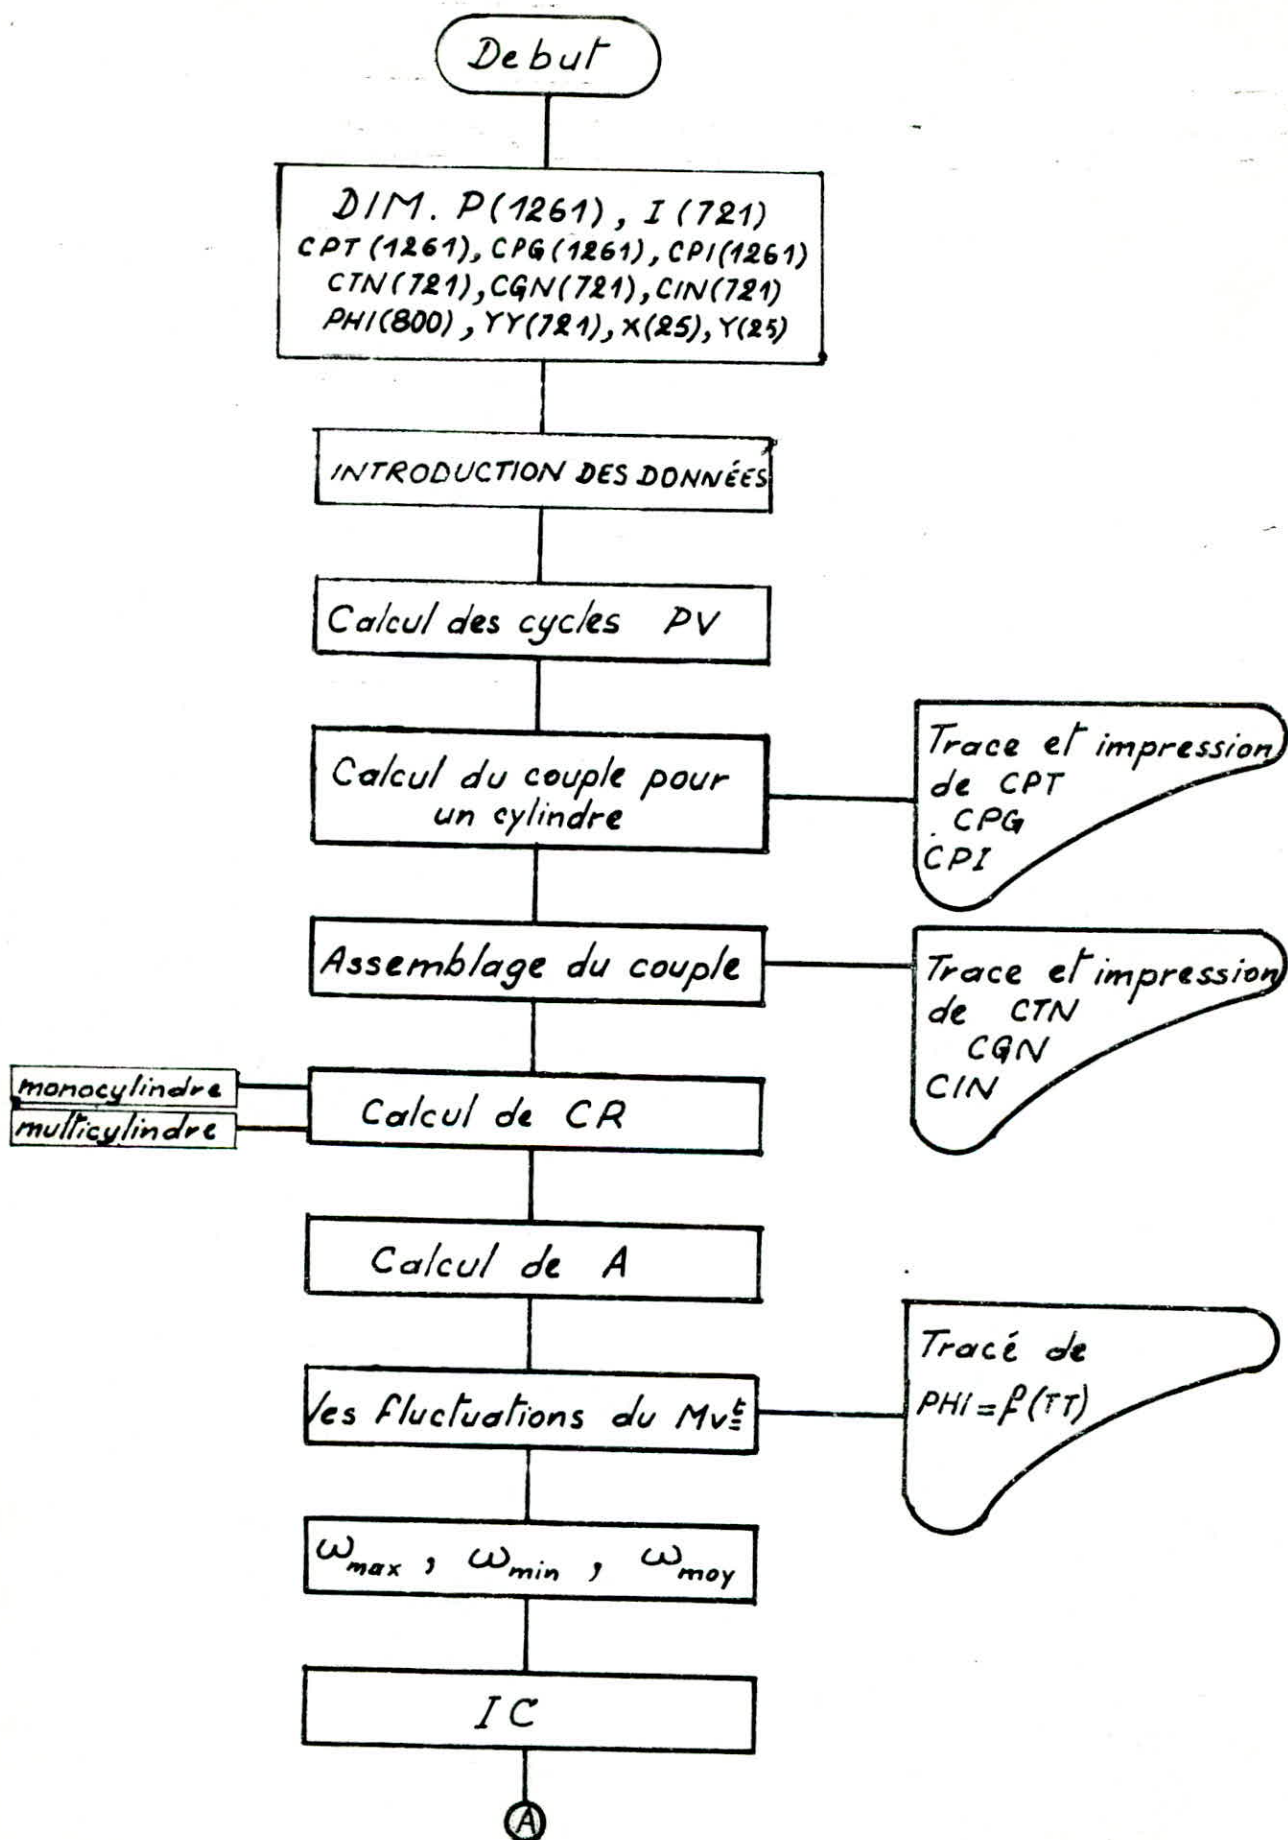 Debut
DIM. P(1261), I(721)
CPT(1261), CPG(1261), CPI(1261)
CTN(721), CGN(721), CIN(721)
PHI(800), YY(721), X(25), Y(25)
INTRODUCTION DES DONNÉES
Calcul des cycles PV
Calcul du couple pour
un cylindre
Trace et impression
de CPT
CPG
CPI
Assemblage du couple
Trace et impression
de CTN
CGN
CIN
monocylindre
multicylindre
Calcul de CR
Calcul de A
les fluctuations du Mvt
Tracé de
PHI = f(TT)
ωmax, ωmin, ωmoy
IC
A